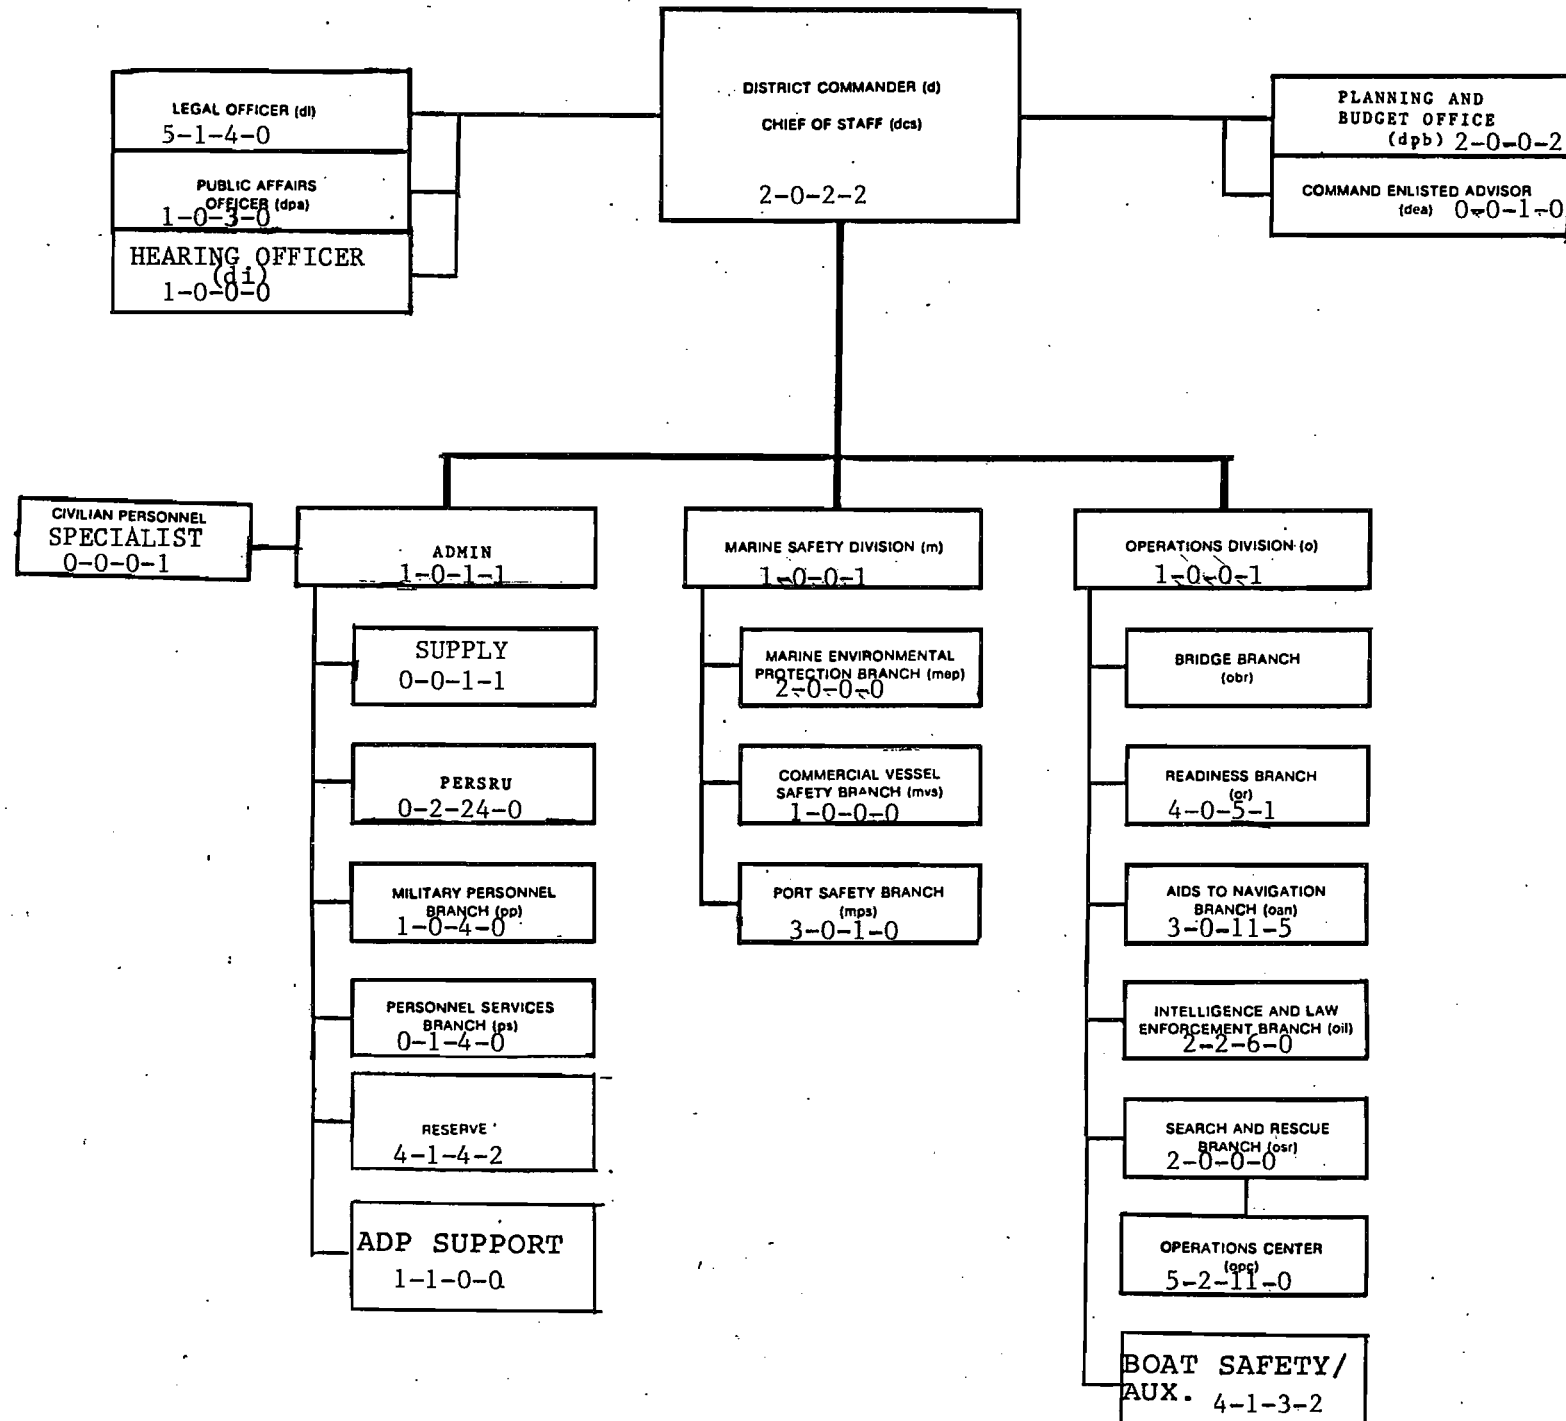 DISTRICT COMMANDER (d)
CHIEF OF STAFF (dcs)
2-0-2-2
LEGAL OFFICER (dl)
5-1-4-0
PUBLIC AFFAIRS
OFFICER (dpa)
1-0-3-0
HEARING OFFICER
(di)
1-0-0-0
PLANNING AND
BUDGET OFFICE
(dpb) 2-0-0-2
COMMAND ENLISTED ADVISOR
(dea) 0-0-1-0
CIVILIAN PERSONNEL
SPECIALIST
0-0-0-1
ADMIN
1-0-1-1
SUPPLY
0-0-1-1
PERSRU
0-2-24-0
MILITARY PERSONNEL
BRANCH (pp)
1-0-4-0
PERSONNEL SERVICES
BRANCH (ps)
0-1-4-0
RESERVE
4-1-4-2
ADP SUPPORT
1-1-0-0
MARINE SAFETY DIVISION (m)
1-0-0-1
MARINE ENVIRONMENTAL
PROTECTION BRANCH (mep)
2-0-0-0
COMMERCIAL VESSEL
SAFETY BRANCH (mvs)
1-0-0-0
PORT SAFETY BRANCH
(mps)
3-0-1-0
OPERATIONS DIVISION (o)
1-0-0-1
BRIDGE BRANCH
(obr)
READINESS BRANCH
(or)
4-0-5-1
AIDS TO NAVIGATION
BRANCH (oan)
3-0-11-5
INTELLIGENCE AND LAW
ENFORCEMENT BRANCH (oil)
2-2-6-0
SEARCH AND RESCUE
BRANCH (osr)
2-0-0-0
OPERATIONS CENTER
(opc)
5-2-11-0
BOAT SAFETY/
AUX. 4-1-3-2